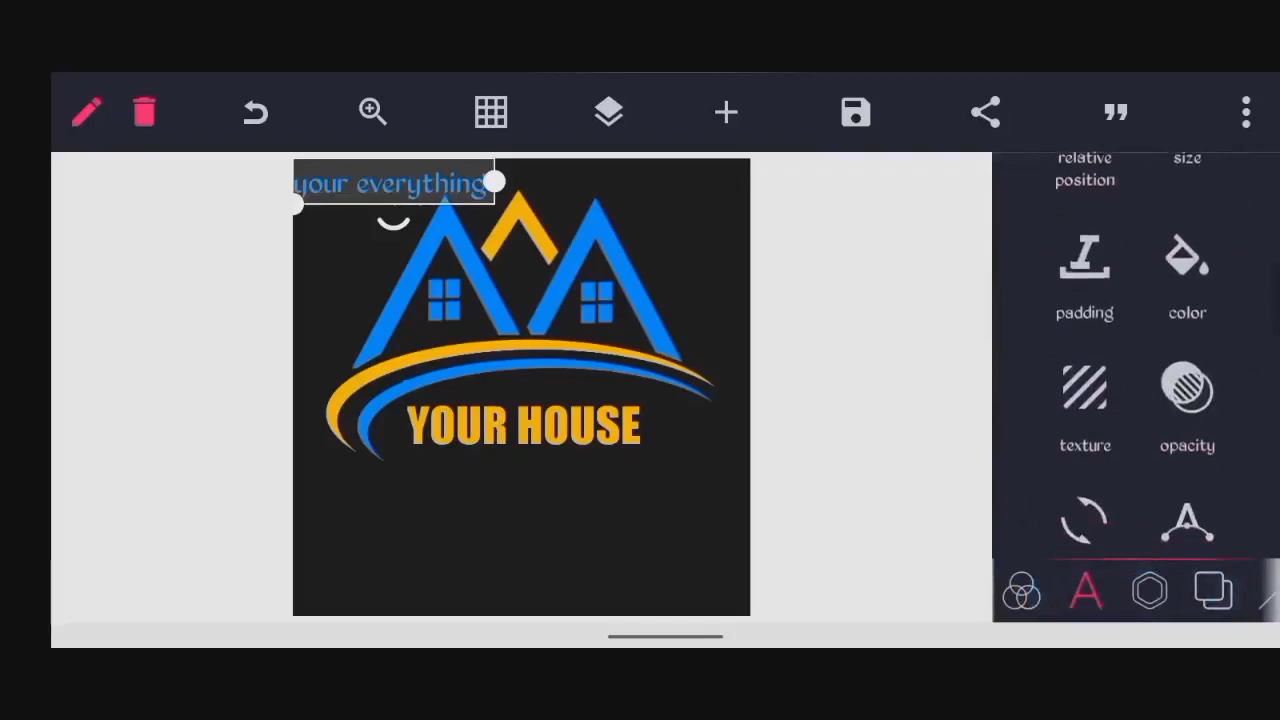 your everything
YOUR HOUSE
relative size
position
padding color
texture opacity